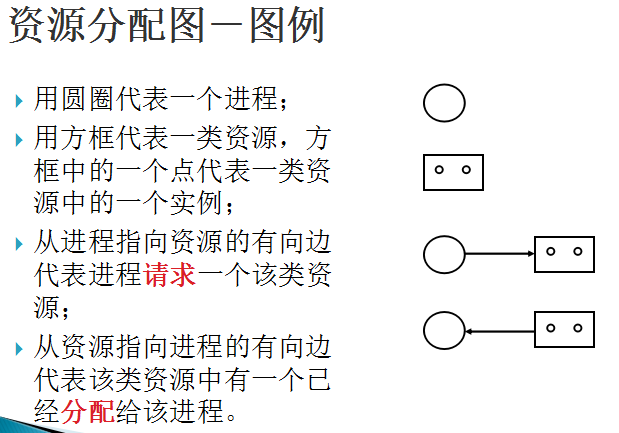 资源分配图－图例
用圆圈代表一个进程；
用方框代表一类资源，方
框中的一个点代表一类资
源中的一个实例；
从进程指向资源的有向边
代表进程请求一个该类资
源；
从资源指向进程的有向边
代表该类资源中有一个已
经分配给该进程。